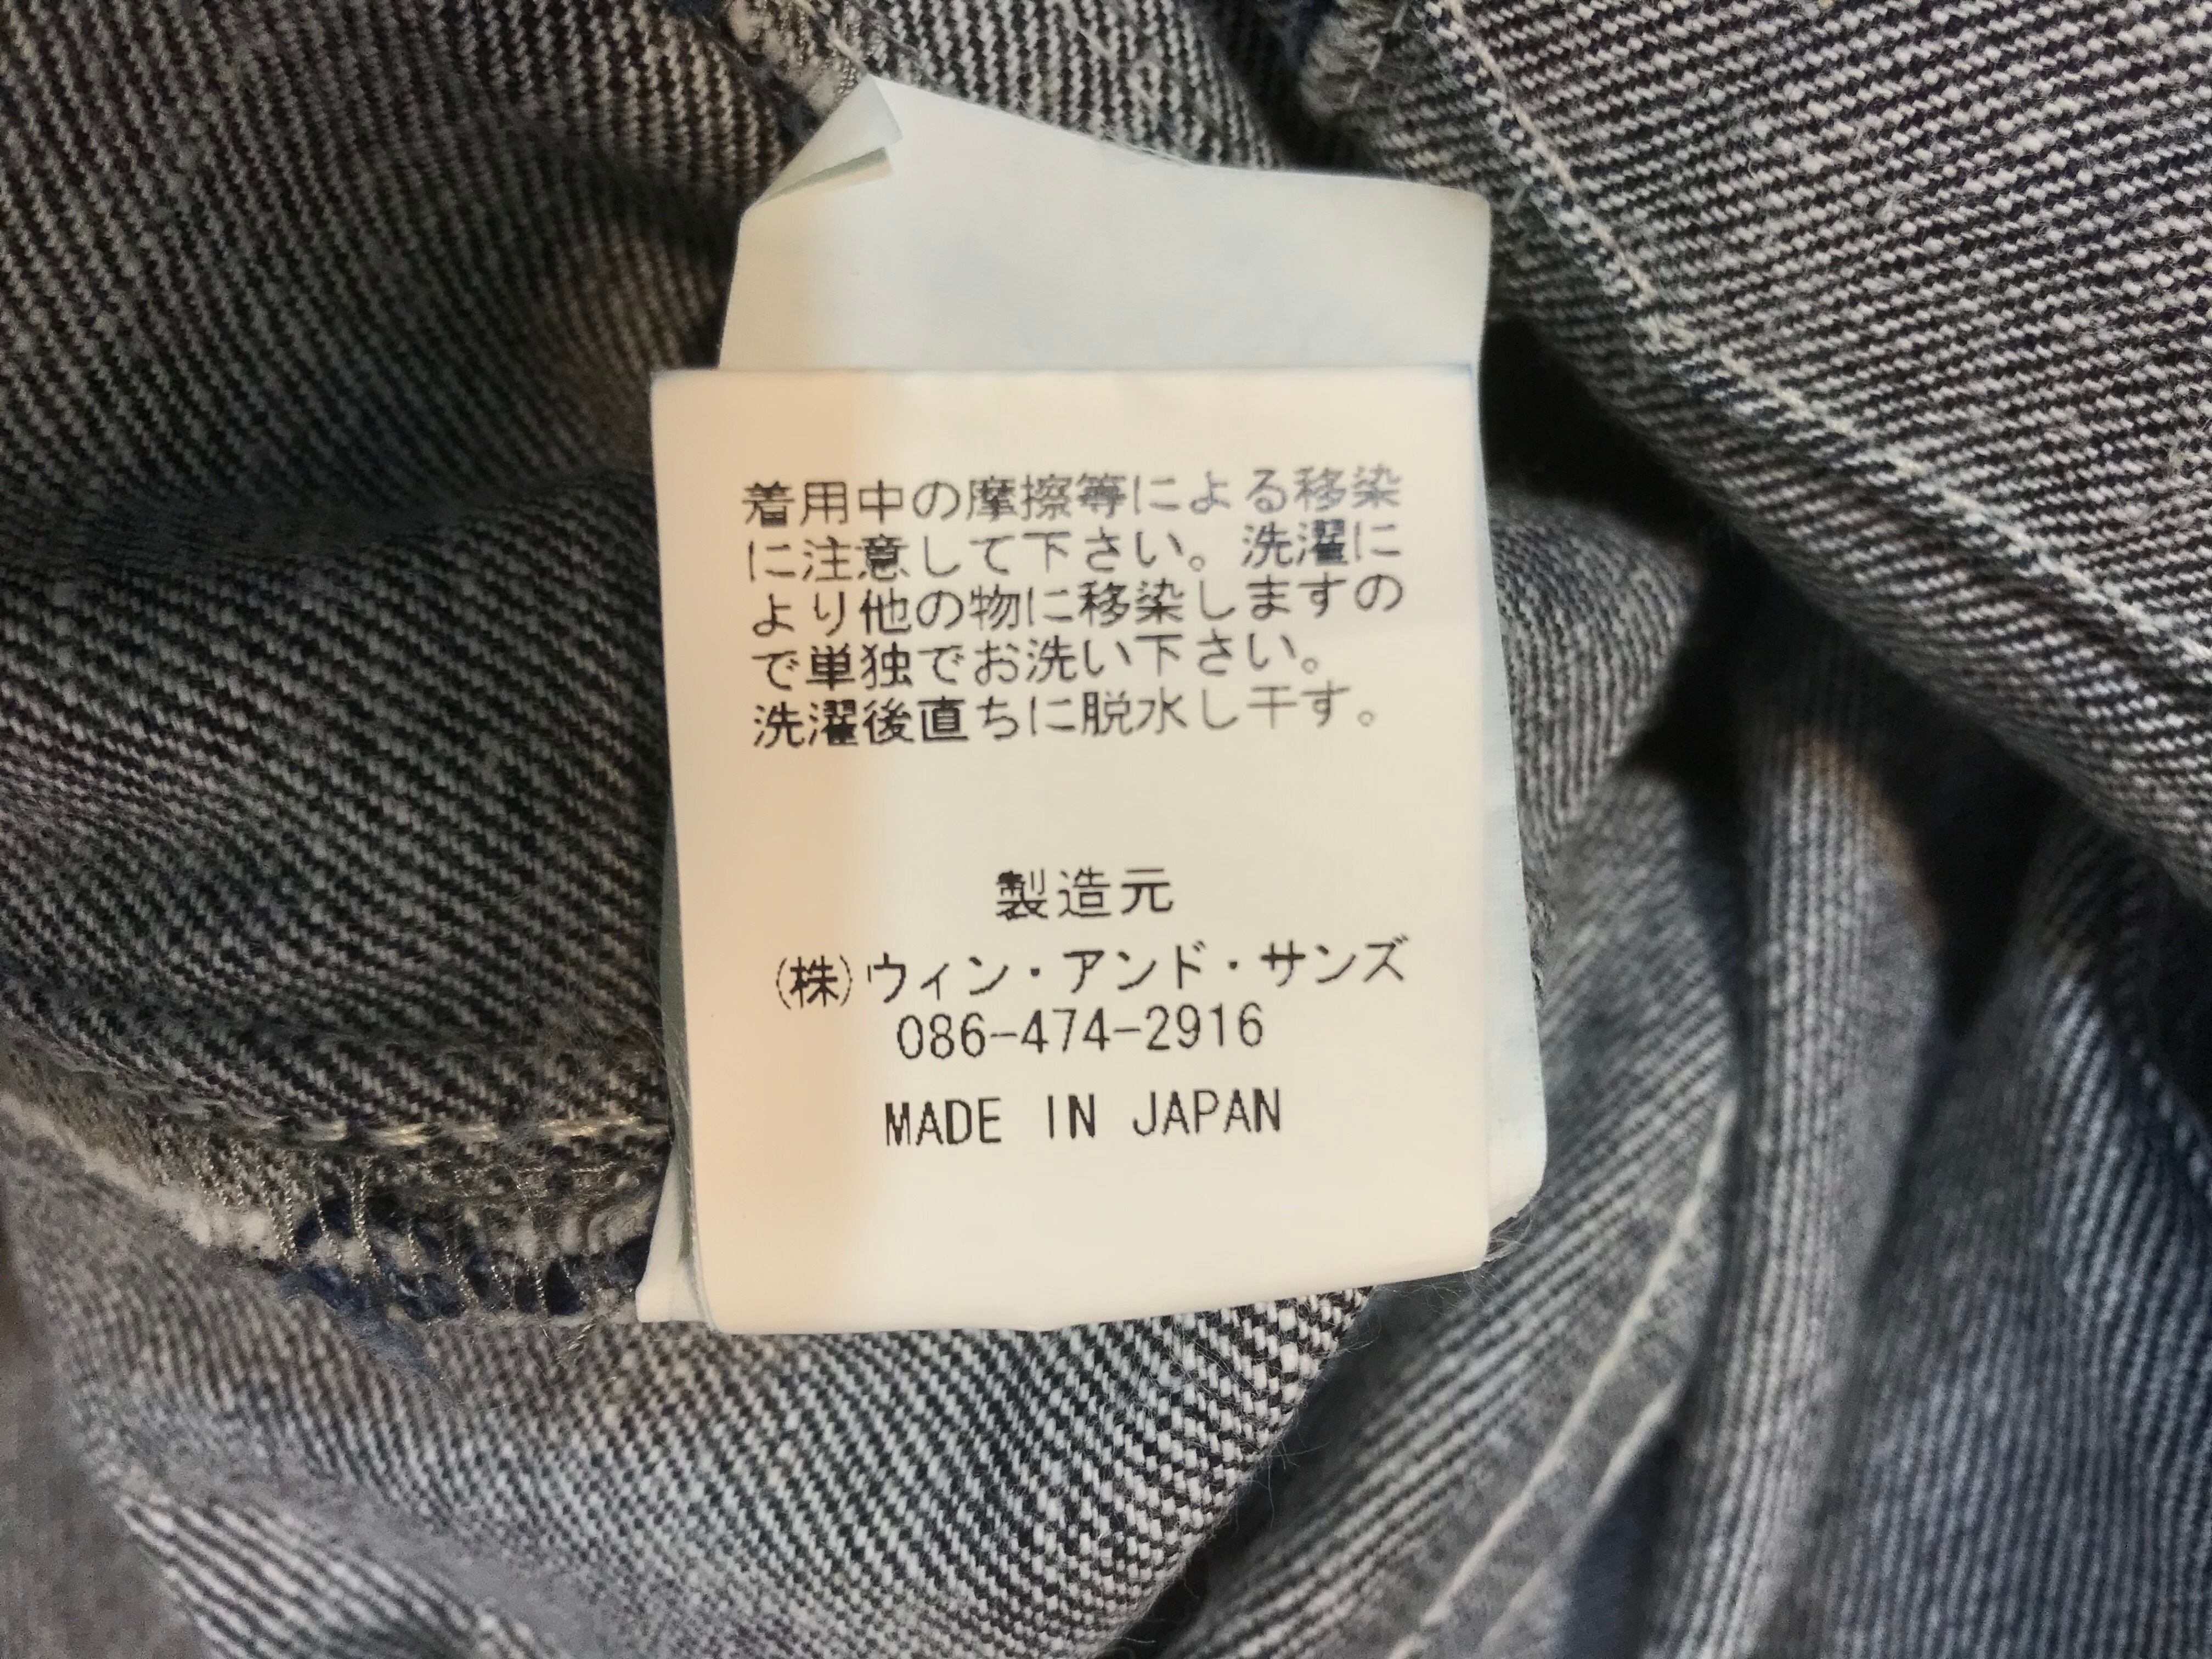 着用中の摩擦等による移染
に注意して下さい。洗濯に
より他の物に移染しますの
で単独でお洗い下さい。
洗濯後直ちに脱水し干す。
製造元
(株)ウィン・アンド・サンズ
086-474-2916
MADE IN JAPAN